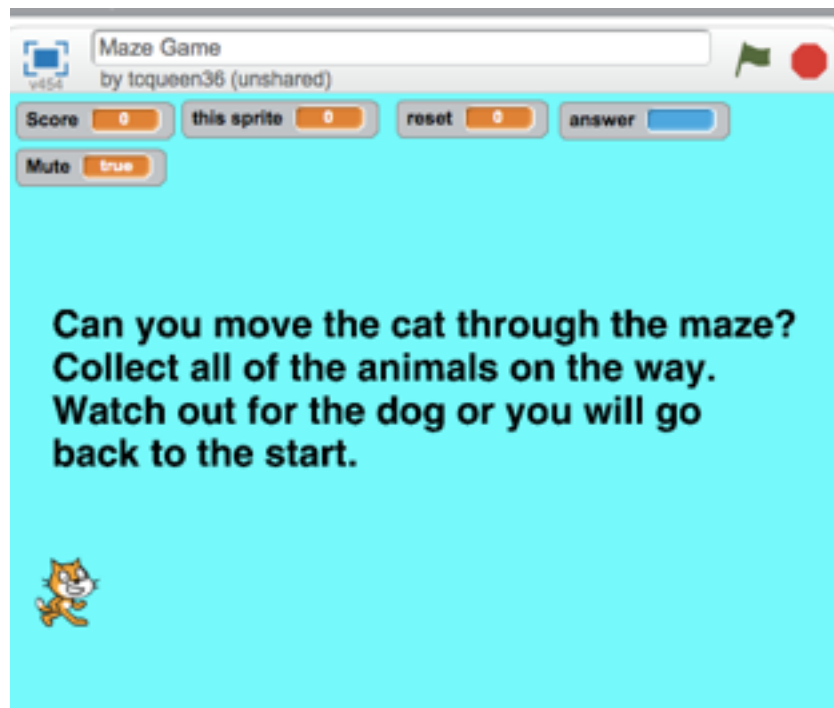 Maze Game
v454 by tcqueen36 (unshared)
Score 0 this sprite 0 reset 0 answer
Mute true
Can you move the cat through the maze?
Collect all of the animals on the way.
Watch out for the dog or you will go
back to the start.